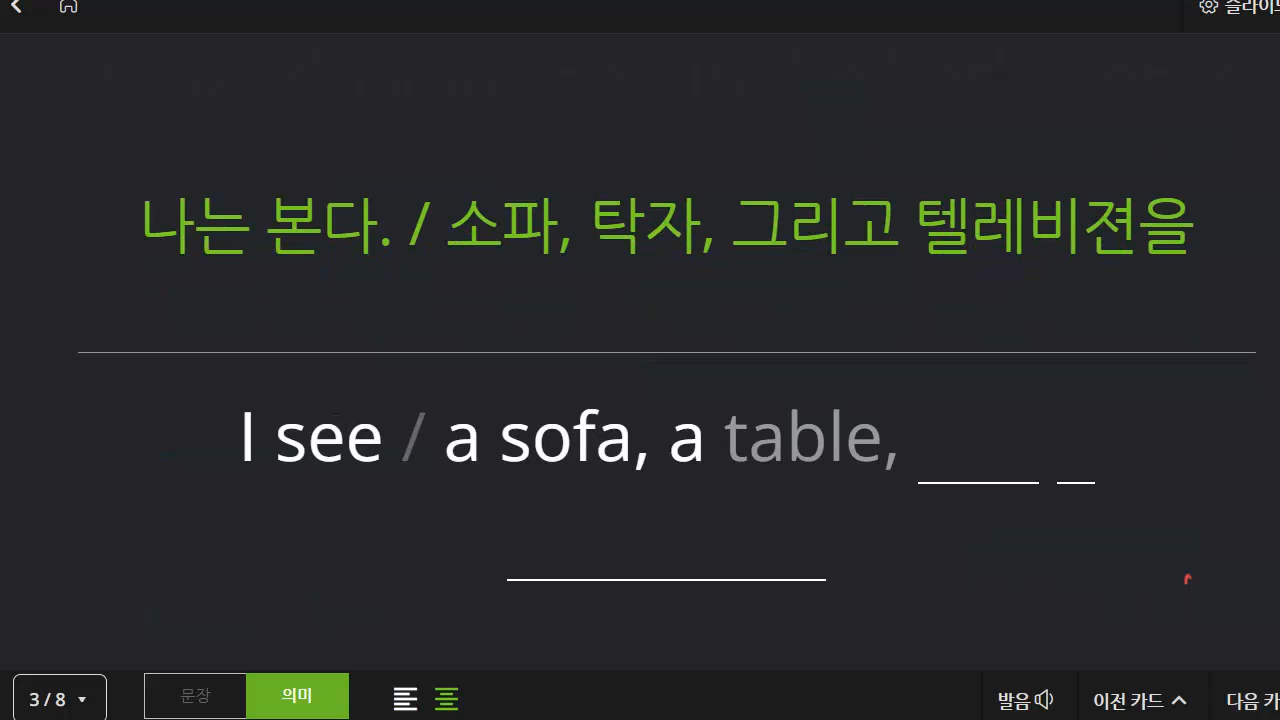 나는 본다. / 소파, 탁자, 그리고 텔레비젼을
I see / a sofa, a table,
3 / 8
문장
의미
발음
이전 카드
다음